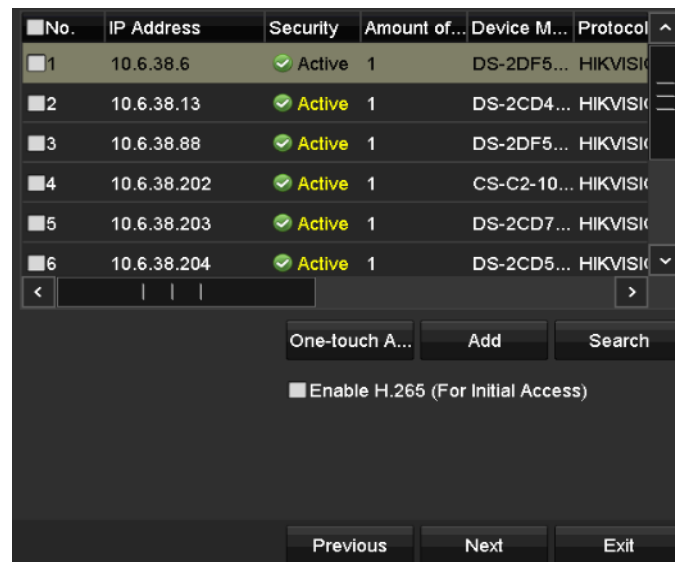 No. IP Address Security Amount of... Device M... Protocol
1 10.6.38.6 Active 1 DS-2DF5... HIKVISI
2 10.6.38.13 Active 1 DS-2CD4... HIKVISI
3 10.6.38.88 Active 1 DS-2DF5... HIKVISI
4 10.6.38.202 Active 1 CS-C2-10... HIKVISI
5 10.6.38.203 Active 1 DS-2CD7... HIKVISI
6 10.6.38.204 Active 1 DS-2CD5... HIKVISI
One-touch A... Add Search
Enable H.265 (For Initial Access)
Previous Next Exit